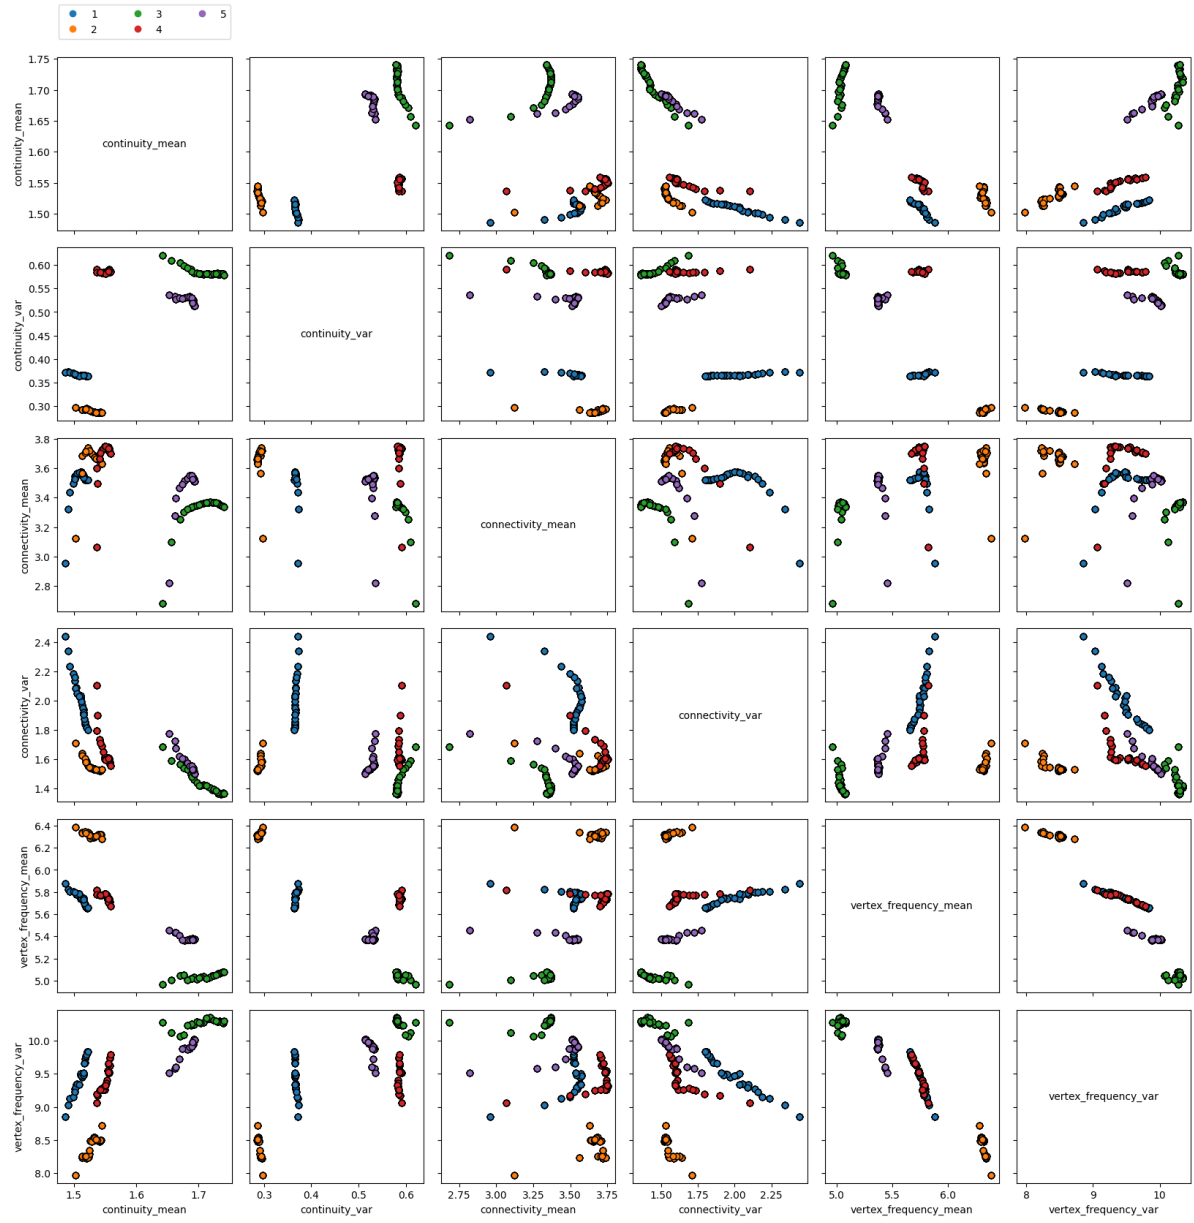 1 3 5
2 4
1.75
1.70
1.65
1.60
1.55
1.50
continuity_mean
continuity_mean
0.60
0.55
0.50
0.45
0.40
0.35
0.30
continuity_var
continuity_var
3.8
3.6
3.4
3.2
3.0
2.8
connectivity_mean
connectivity_mean
2.4
2.2
2.0
1.8
1.6
1.4
connectivity_var
connectivity_var
6.4
6.2
6.0
5.8
5.6
5.4
5.2
5.0
vertex_frequency_mean
vertex_frequency_mean
10.0
9.5
9.0
8.5
8.0
vertex_frequency_var
vertex_frequency_var
1.5 1.6 1.7 0.3 0.4 0.5 0.6 2.75 3.00 3.25 3.50 3.75 1.50 1.75 2.00 2.25 5.0 5.5 6.0 8 9 10
continuity_mean continuity_var connectivity_mean connectivity_var vertex_frequency_mean vertex_frequency_var